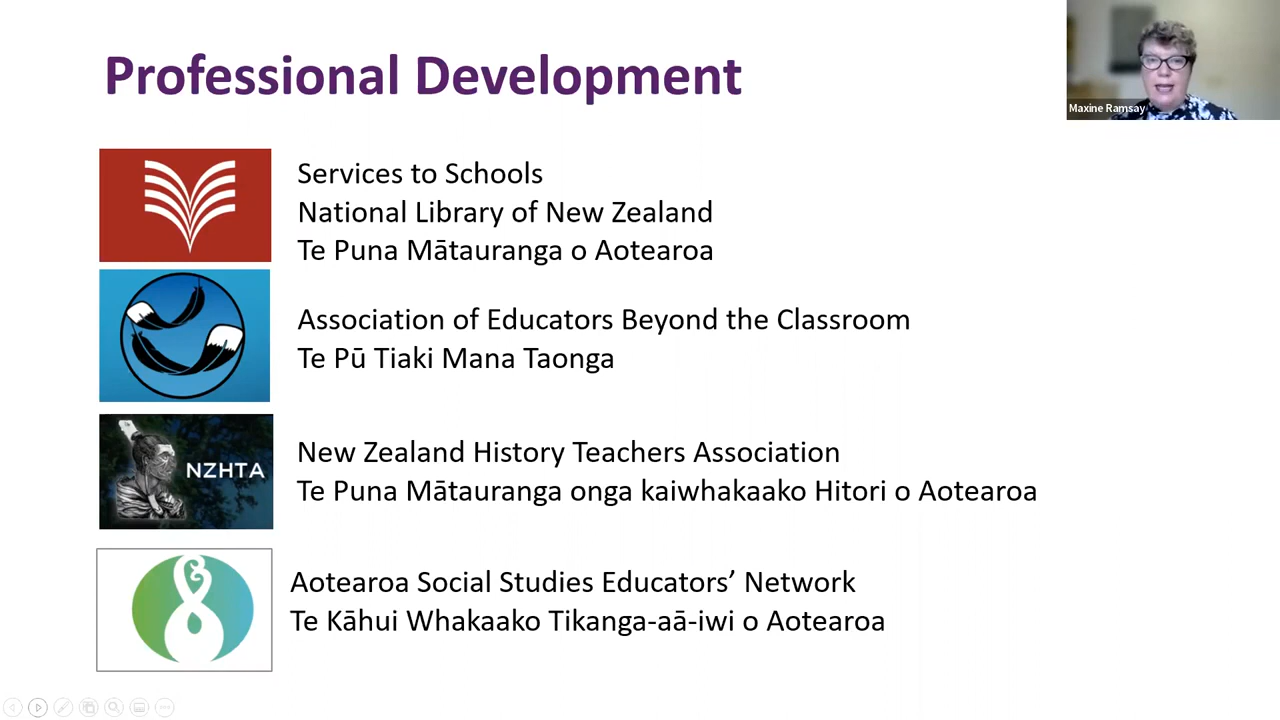 Professional Development
Maxine Ramsay
Services to Schools
National Library of New Zealand
Te Puna Mātauranga o Aotearoa
Association of Educators Beyond the Classroom
Te Pū Tiaki Mana Taonga
NZHTA
New Zealand History Teachers Association
Te Puna Mātauranga onga kaiwhakaako Hitori o Aotearoa
Aotearoa Social Studies Educators’ Network
Te Kāhui Whakaako Tikanga-aā-iwi o Aotearoa